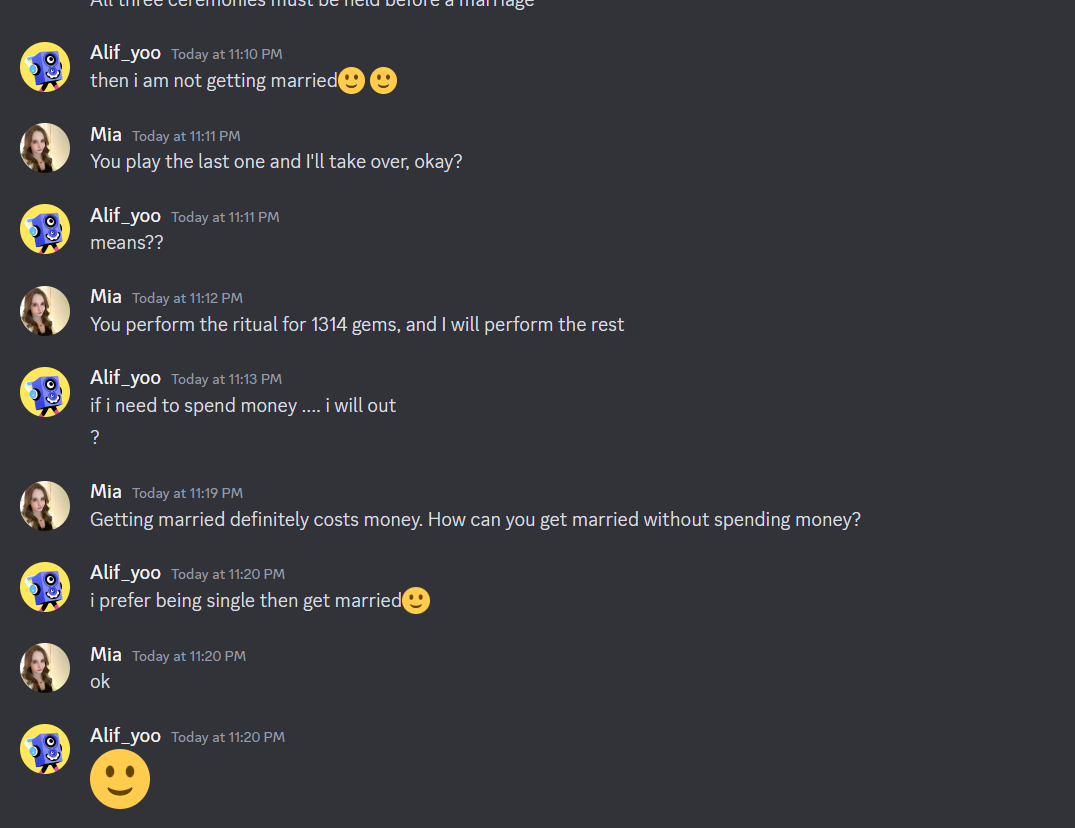 All three ceremonies must be held before a marriage
Alif_yoo Today at 11:10 PM
then i am not getting married🙂 🙂
Mia Today at 11:11 PM
You play the last one and I'll take over, okay?
Alif_yoo Today at 11:11 PM
means??
Mia Today at 11:12 PM
You perform the ritual for 1314 gems, and I will perform the rest
Alif_yoo Today at 11:13 PM
if i need to spend money .... i will out
?
Mia Today at 11:19 PM
Getting married definitely costs money. How can you get married without spending money?
Alif_yoo Today at 11:20 PM
i prefer being single then get married🙂
Mia Today at 11:20 PM
ok
Alif_yoo Today at 11:20 PM
🙂